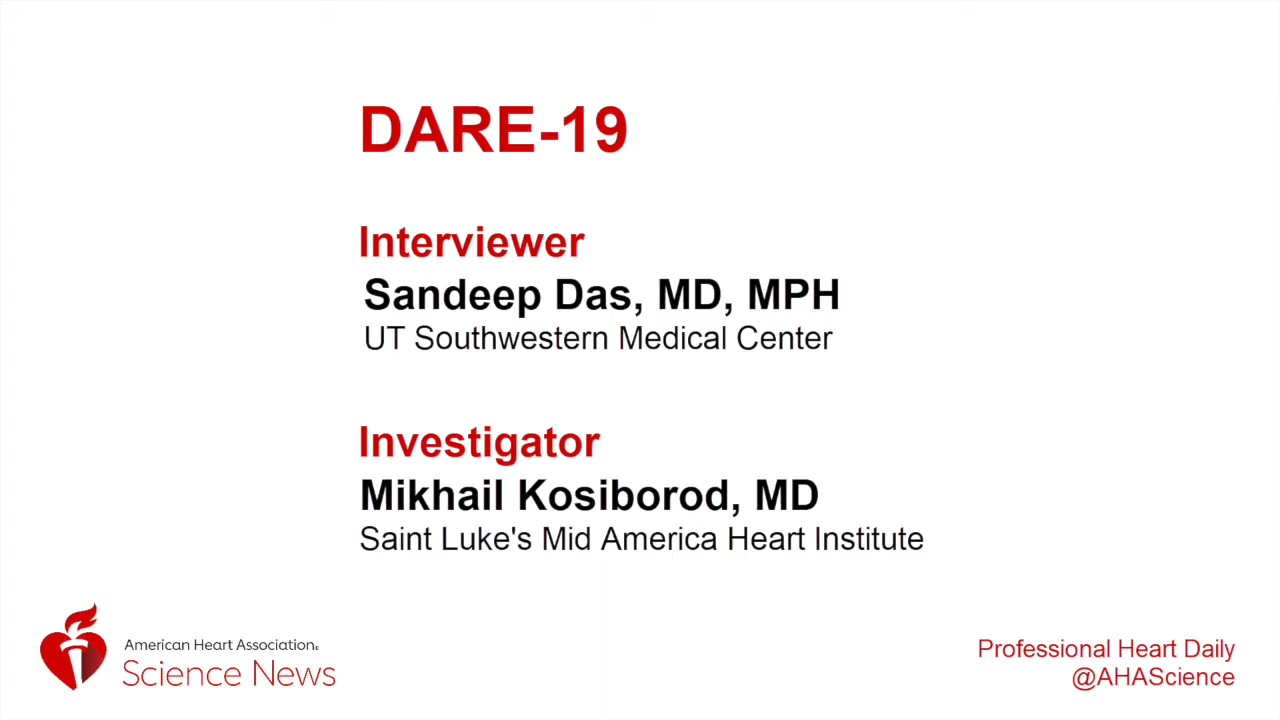 DARE-19
Interviewer
Sandeep Das, MD, MPH
UT Southwestern Medical Center
Investigator
Mikhail Kosiborod, MD
Saint Luke's Mid America Heart Institute
American Heart Association.
Science News
Professional Heart Daily
@AHAScience